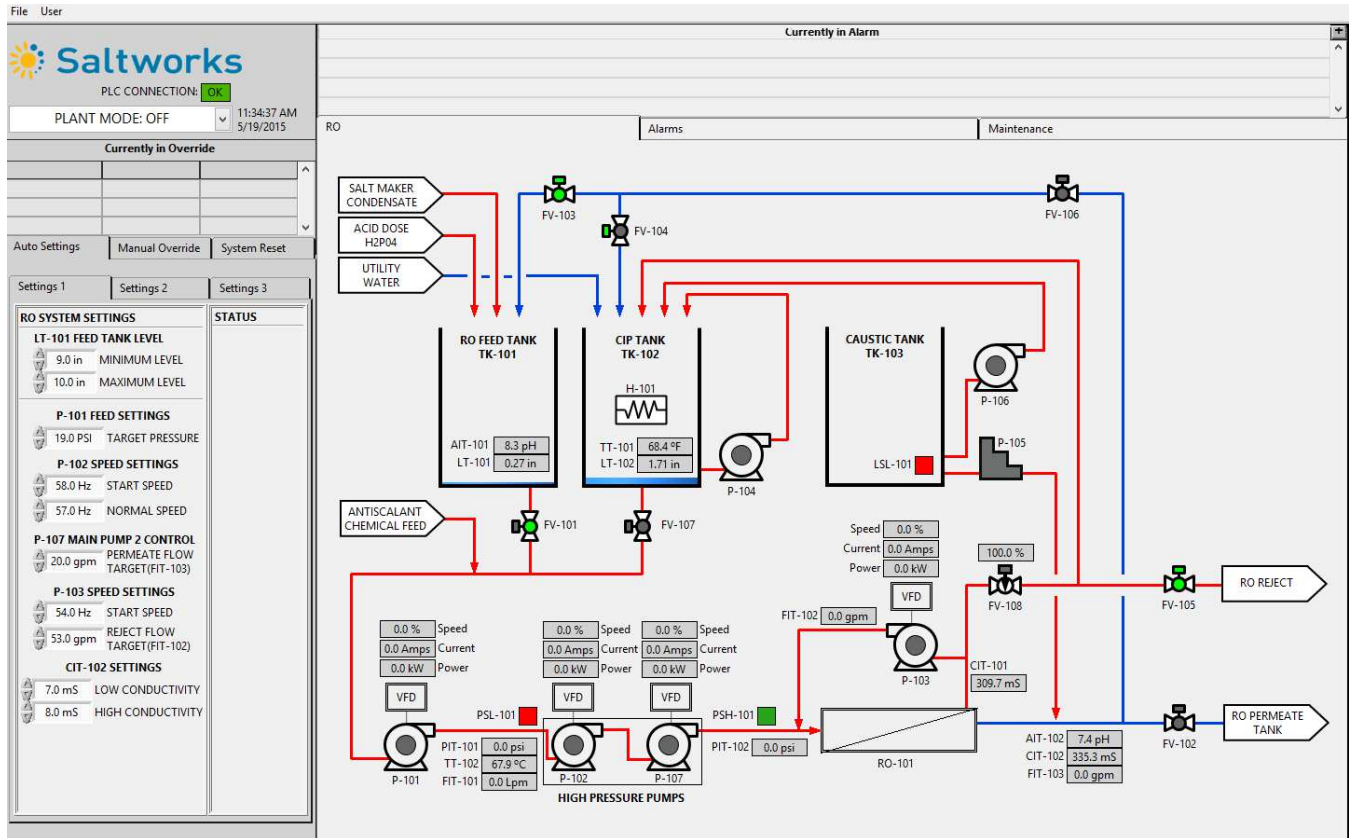 File User
Saltworks
PLC CONNECTION: OK
PLANT MODE: OFF
11:34:37 AM
5/19/2015
Currently in Override
Auto Settings
Manual Override
System Reset
Settings 1
Settings 2
Settings 3
RO SYSTEM SETTINGS
STATUS
LT-101 FEED TANK LEVEL
9.0 in MINIMUM LEVEL
10.0 in MAXIMUM LEVEL
P-101 FEED SETTINGS
19.0 PSI TARGET PRESSURE
P-102 SPEED SETTINGS
58.0 Hz START SPEED
57.0 Hz NORMAL SPEED
P-107 MAIN PUMP 2 CONTROL
20.0 gpm PERMEATE FLOW
TARGET(FIT-103)
P-103 SPEED SETTINGS
54.0 Hz START SPEED
53.0 gpm REJECT FLOW
TARGET(FIT-102)
CIT-102 SETTINGS
7.0 mS LOW CONDUCTIVITY
8.0 mS HIGH CONDUCTIVITY
Currently in Alarm
+
RO
Alarms
Maintenance
SALT MAKER
CONDENSATE
ACID DOSE
H2P04
UTILITY
WATER
FV-103
FV-104
FV-106
RO FEED TANK
TK-101
AIT-101 8.3 pH
LT-101 0.27 in
CIP TANK
TK-102
H-101
TT-101 68.4 ºF
LT-102 1.71 in
P-104
CAUSTIC TANK
TK-103
LSL-101
P-106
P-105
ANTISCALANT
CHEMICAL FEED
FV-101
FV-107
Speed 0.0 %
Current 0.0 Amps
Power 0.0 kW
VFD
100.0 %
FV-108
FV-105
RO REJECT
FIT-102 0.0 gpm
P-103
CIT-101
309.7 mS
0.0 % Speed
0.0 Amps Current
0.0 kW Power
VFD
P-101
PSL-101
PIT-101 0.0 psi
TT-102 67.9 ºC
FIT-101 0.0 Lpm
0.0 % Speed
0.0 Amps Current
0.0 kW Power
VFD
P-102
0.0 % Speed
0.0 Amps Current
0.0 kW Power
VFD
P-107
HIGH PRESSURE PUMPS
PSH-101
PIT-102 0.0 psi
RO-101
AIT-102 7.4 pH
CIT-102 335.3 mS
FIT-103 0.0 gpm
FV-102
RO PERMEATE
TANK